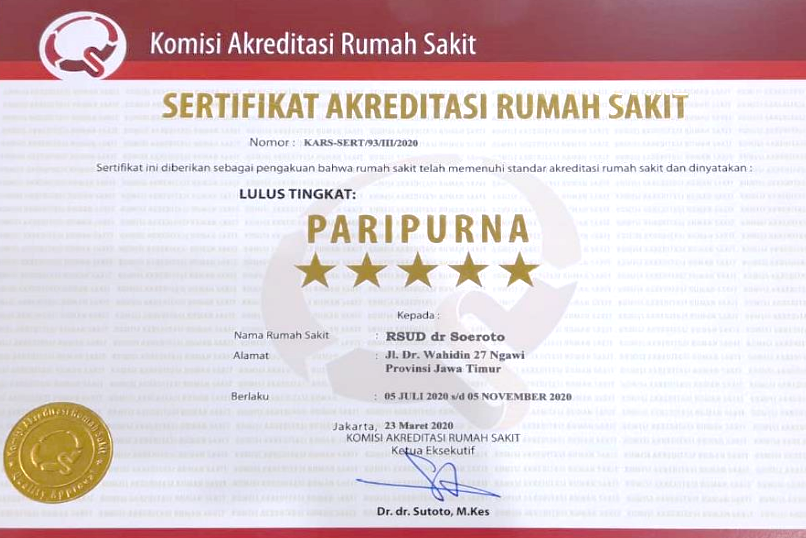 Komisi Akreditasi Rumah Sakit
SERTIFIKAT AKREDITASI RUMAH SAKIT
Nomor : KARS-SERT/93/III/2020
Sertifikat ini diberikan sebagai pengakuan bahwa rumah sakit telah memenuhi standar akreditasi rumah sakit dan dinyatakan :
LULUS TINGKAT:
PARIPURNA
Kepada :
Nama Rumah Sakit : RSUD dr Soeroto
Alamat : Jl. Dr. Wahidin 27 Ngawi
Provinsi Jawa Timur
Berlaku : 05 JULI 2020 s/d 05 NOVEMBER 2020
Jakarta, 23 Maret 2020
KOMISI AKREDITASI RUMAH SAKIT
Ketua Eksekutif
Dr. dr. Sutoto, M.Kes
Komisi Akreditasi Rumah Sakit
Quality Approval